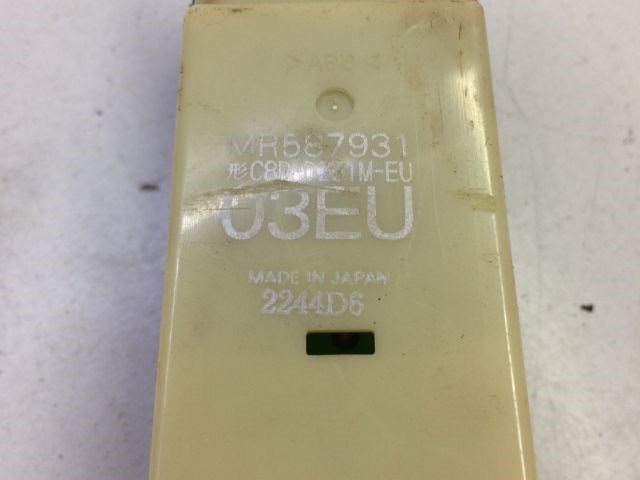 >ABS<
MR587931
03EU
MADE IN JAPAN
2244D6